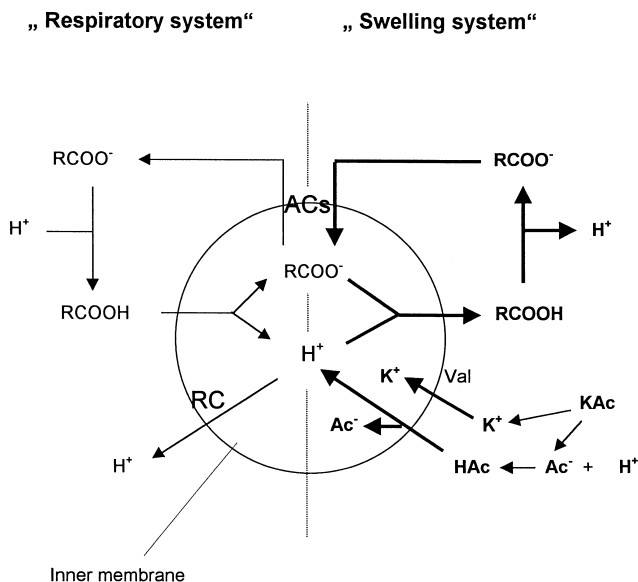 „ Respiratory system“ „ Swelling system“
RCOO⁻ RCOO⁻
ACs
H⁺ H⁺
RCOO⁻
RCOOH RCOOH
H⁺
K⁺ Val
RC KAc
Ac⁻ K⁺
H⁺ HAc Ac⁻ + H⁺
Inner membrane